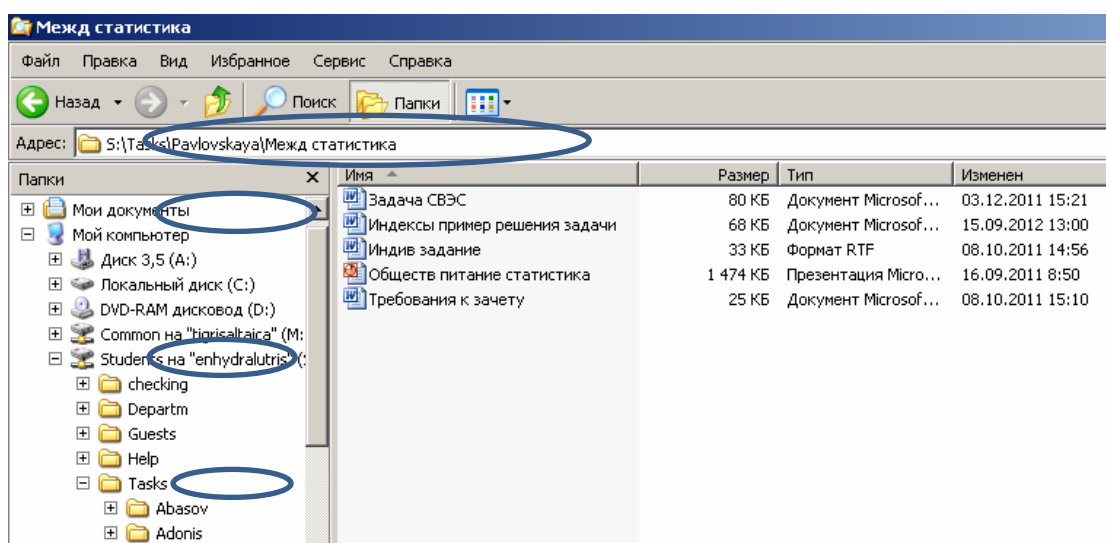 Межд статистика
Файл Правка Вид Избранное Сервис Справка
Назад Поиск Папки
Адрес: S:\Tasks\Pavlovskaya\Межд статистика
Папки
Мои документы
Мой компьютер
Диск 3,5 (A:)
Локальный диск (C:)
DVD-RAM дисковод (D:)
Common на "tigrisaltaica" (M:
Students на "enhydralutris" (
checking
Departm
Guests
Help
Tasks
Abasov
Adonis
Имя Размер Тип Изменен
Задача СВЭС 80 КБ Документ Microsof... 03.12.2011 15:21
Индексы пример решения задачи 68 КБ Документ Microsof... 15.09.2012 13:00
Индив задание 33 КБ Формат RTF 08.10.2011 14:56
Обществ питание статистика 1 474 КБ Презентация Micro... 16.09.2011 8:50
Требования к зачету 25 КБ Документ Microsof... 08.10.2011 15:10